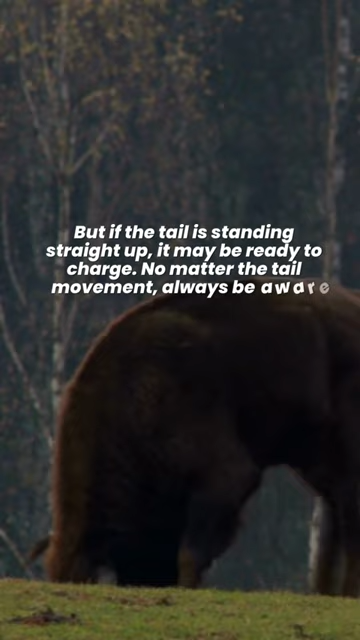 But if the tail is standing
straight up, it may be ready to
charge. No matter the tail
movement, always be aware